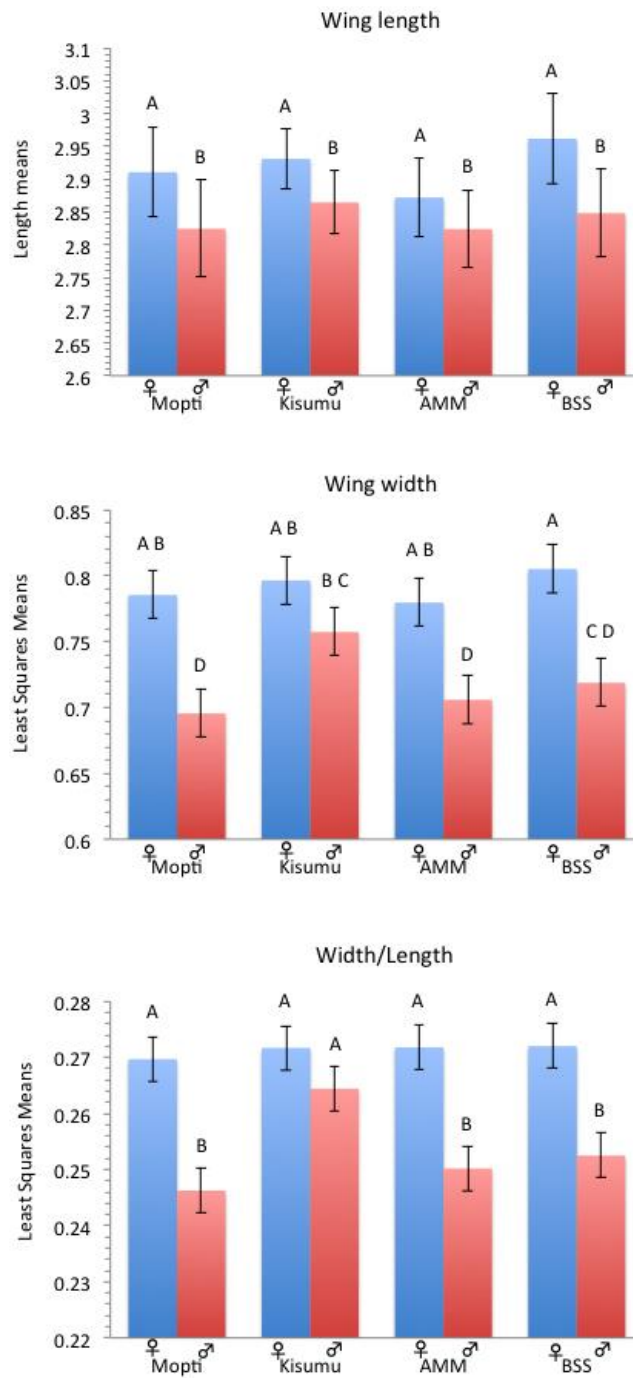 Wing length
3.1
3.05
3
2.95
2.9
2.85
2.8
2.75
2.7
2.65
2.6
Length means
A
B
A
B
A
B
A
B
♀ ♂ ♀ ♂ ♀ ♂ ♀ ♂
Mopti Kisumu AMM BSS
Wing width
0.85
0.8
0.75
0.7
0.65
0.6
Least Squares Means
A B
D
A B
B C
A B
D
A
C D
♀ ♂ ♀ ♂ ♀ ♂ ♀ ♂
Mopti Kisumu AMM BSS
Width/Length
0.28
0.27
0.26
0.25
0.24
0.23
0.22
Least Squares Means
A
B
A
A
A
B
A
B
♀ ♂ ♀ ♂ ♀ ♂ ♀ ♂
Mopti Kisumu AMM BSS